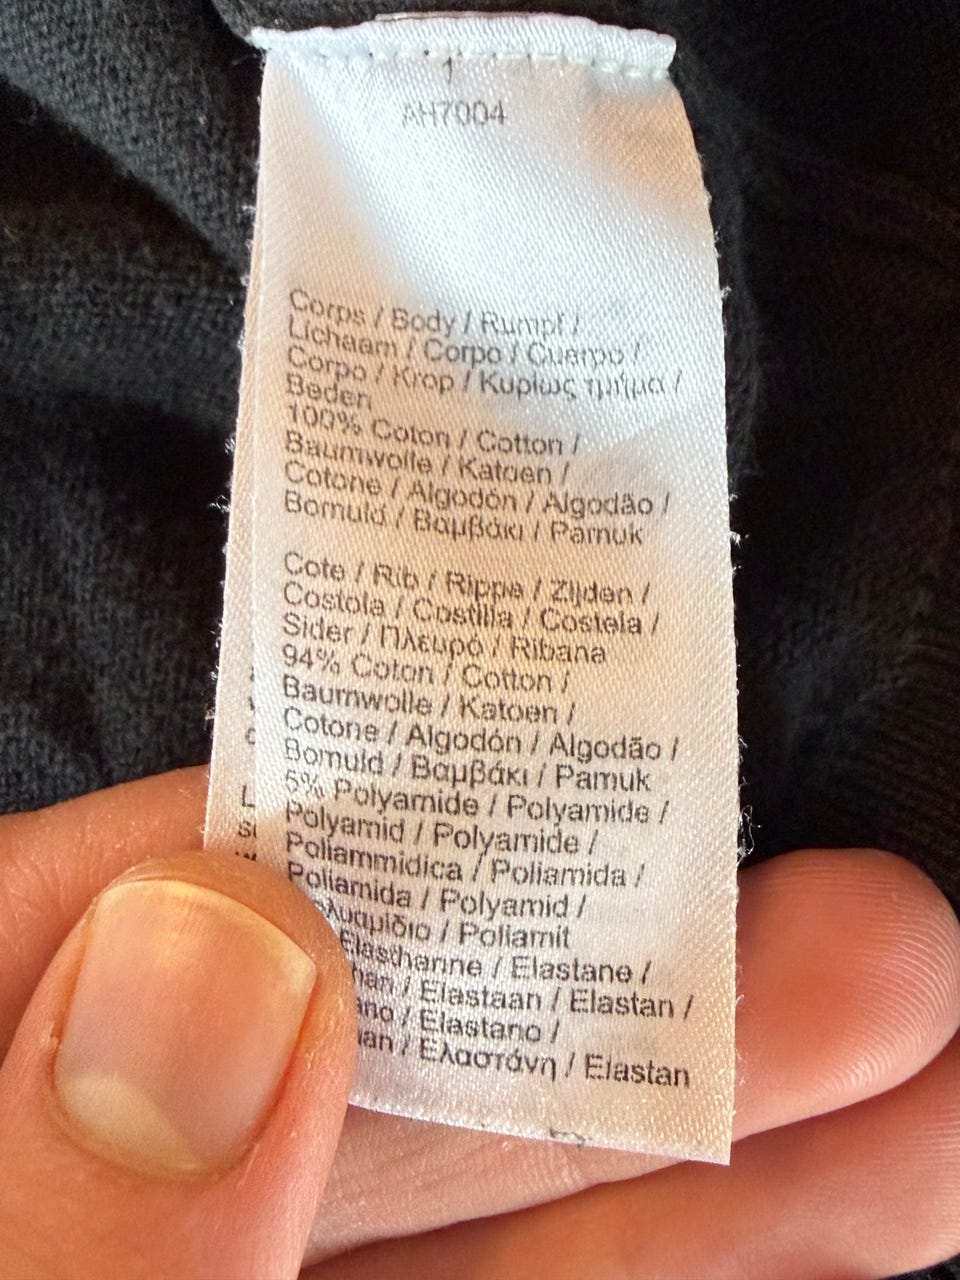 AH7004
Corps / Body / Rumpf /
Lichaam / Corpo / Cuerpo /
Corpo / Krop / Κυρίως τμήμα /
Beden
100% Coton / Cotton /
Baumwolle / Katoen /
Cotone / Algodón / Algodão /
Bomuld / Βαμβάκι / Pamuk
Cote / Rib / Rippe / Zijden /
Costola / Costilla / Costela /
Sider / Πλευρό / Ribana
94% Coton / Cotton /
Baumwolle / Katoen /
Cotone / Algodón / Algodão /
Bomuld / Βαμβάκι / Pamuk
5% Polyamide / Polyamide /
Polyamid / Polyamide /
Poliammidica / Poliamida /
Poliamida / Polyamid /
/ Poliamit
Elasthanne / Elastane /
/ Elastaan / Elastan /
/ Elastano /
/ Ελαστάνη / Elastan